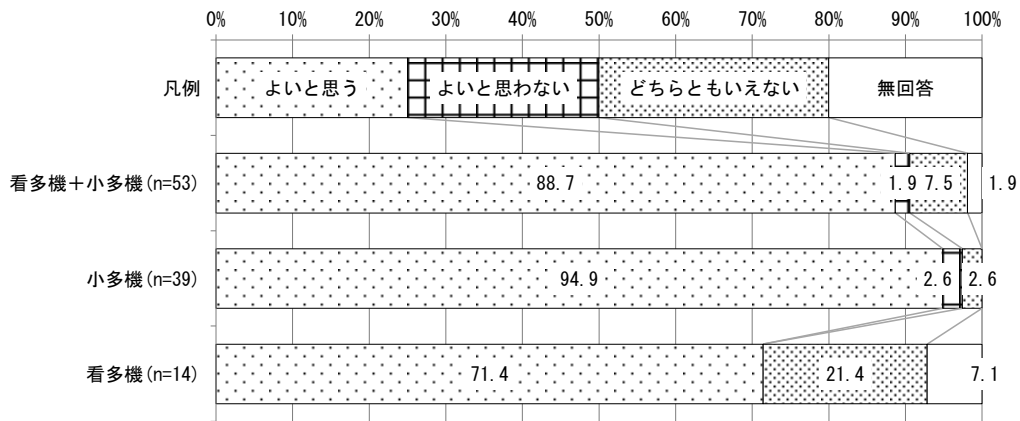 0% 10% 20% 30% 40% 50% 60% 70% 80% 90% 100%
凡例 よいと思う よいと思わない どちらともいえない 無回答
看多機＋小多機(n=53) 88.7 1.9 7.5 1.9
小多機(n=39) 94.9 2.6 2.6
看多機(n=14) 71.4 21.4 7.1